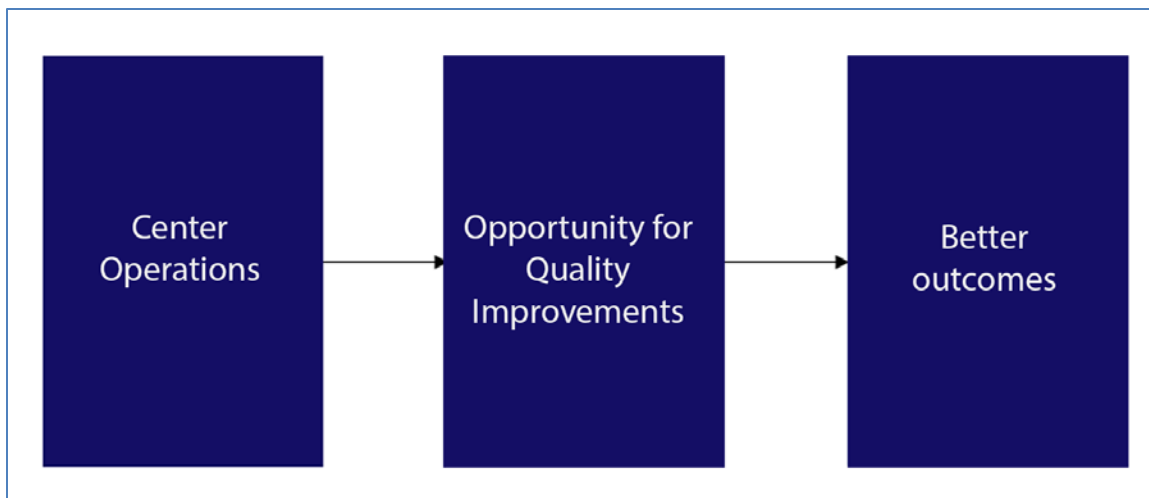 Center
Operations
Opportunity for
Quality
Improvements
Better
outcomes